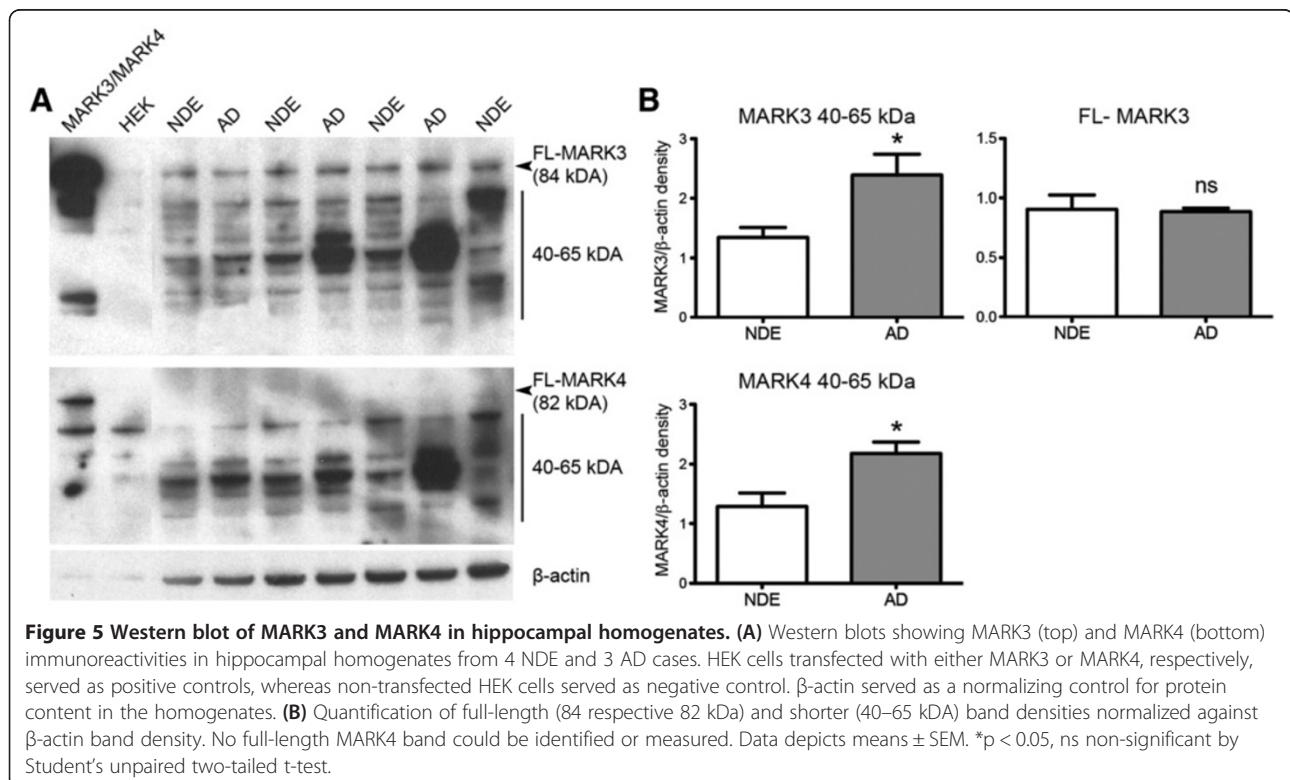 A
MARK3/MARK4
HEK
NDE
AD
NDE
AD
NDE
AD
NDE
FL-MARK3
(84 kDA)
40-65 kDA
FL-MARK4
(82 kDA)
40-65 kDA
β-actin
B
MARK3 40-65 kDa
MARK3/β-actin density
3
2
1
0
*
NDE
AD
FL- MARK3
1.5
1.0
0.5
0.0
ns
NDE
AD
MARK4 40-65 kDa
MARK4/β-actin density
3
2
1
0
*
NDE
AD
Figure 5 Western blot of MARK3 and MARK4 in hippocampal homogenates. (A) Western blots showing MARK3 (top) and MARK4 (bottom)
immunoreactivities in hippocampal homogenates from 4 NDE and 3 AD cases. HEK cells transfected with either MARK3 or MARK4, respectively,
served as positive controls, whereas non-transfected HEK cells served as negative control. β-actin served as a normalizing control for protein
content in the homogenates. (B) Quantification of full-length (84 respective 82 kDa) and shorter (40–65 kDA) band densities normalized against
β-actin band density. No full-length MARK4 band could be identified or measured. Data depicts means ± SEM. *p < 0.05, ns non-significant by
Student's unpaired two-tailed t-test.